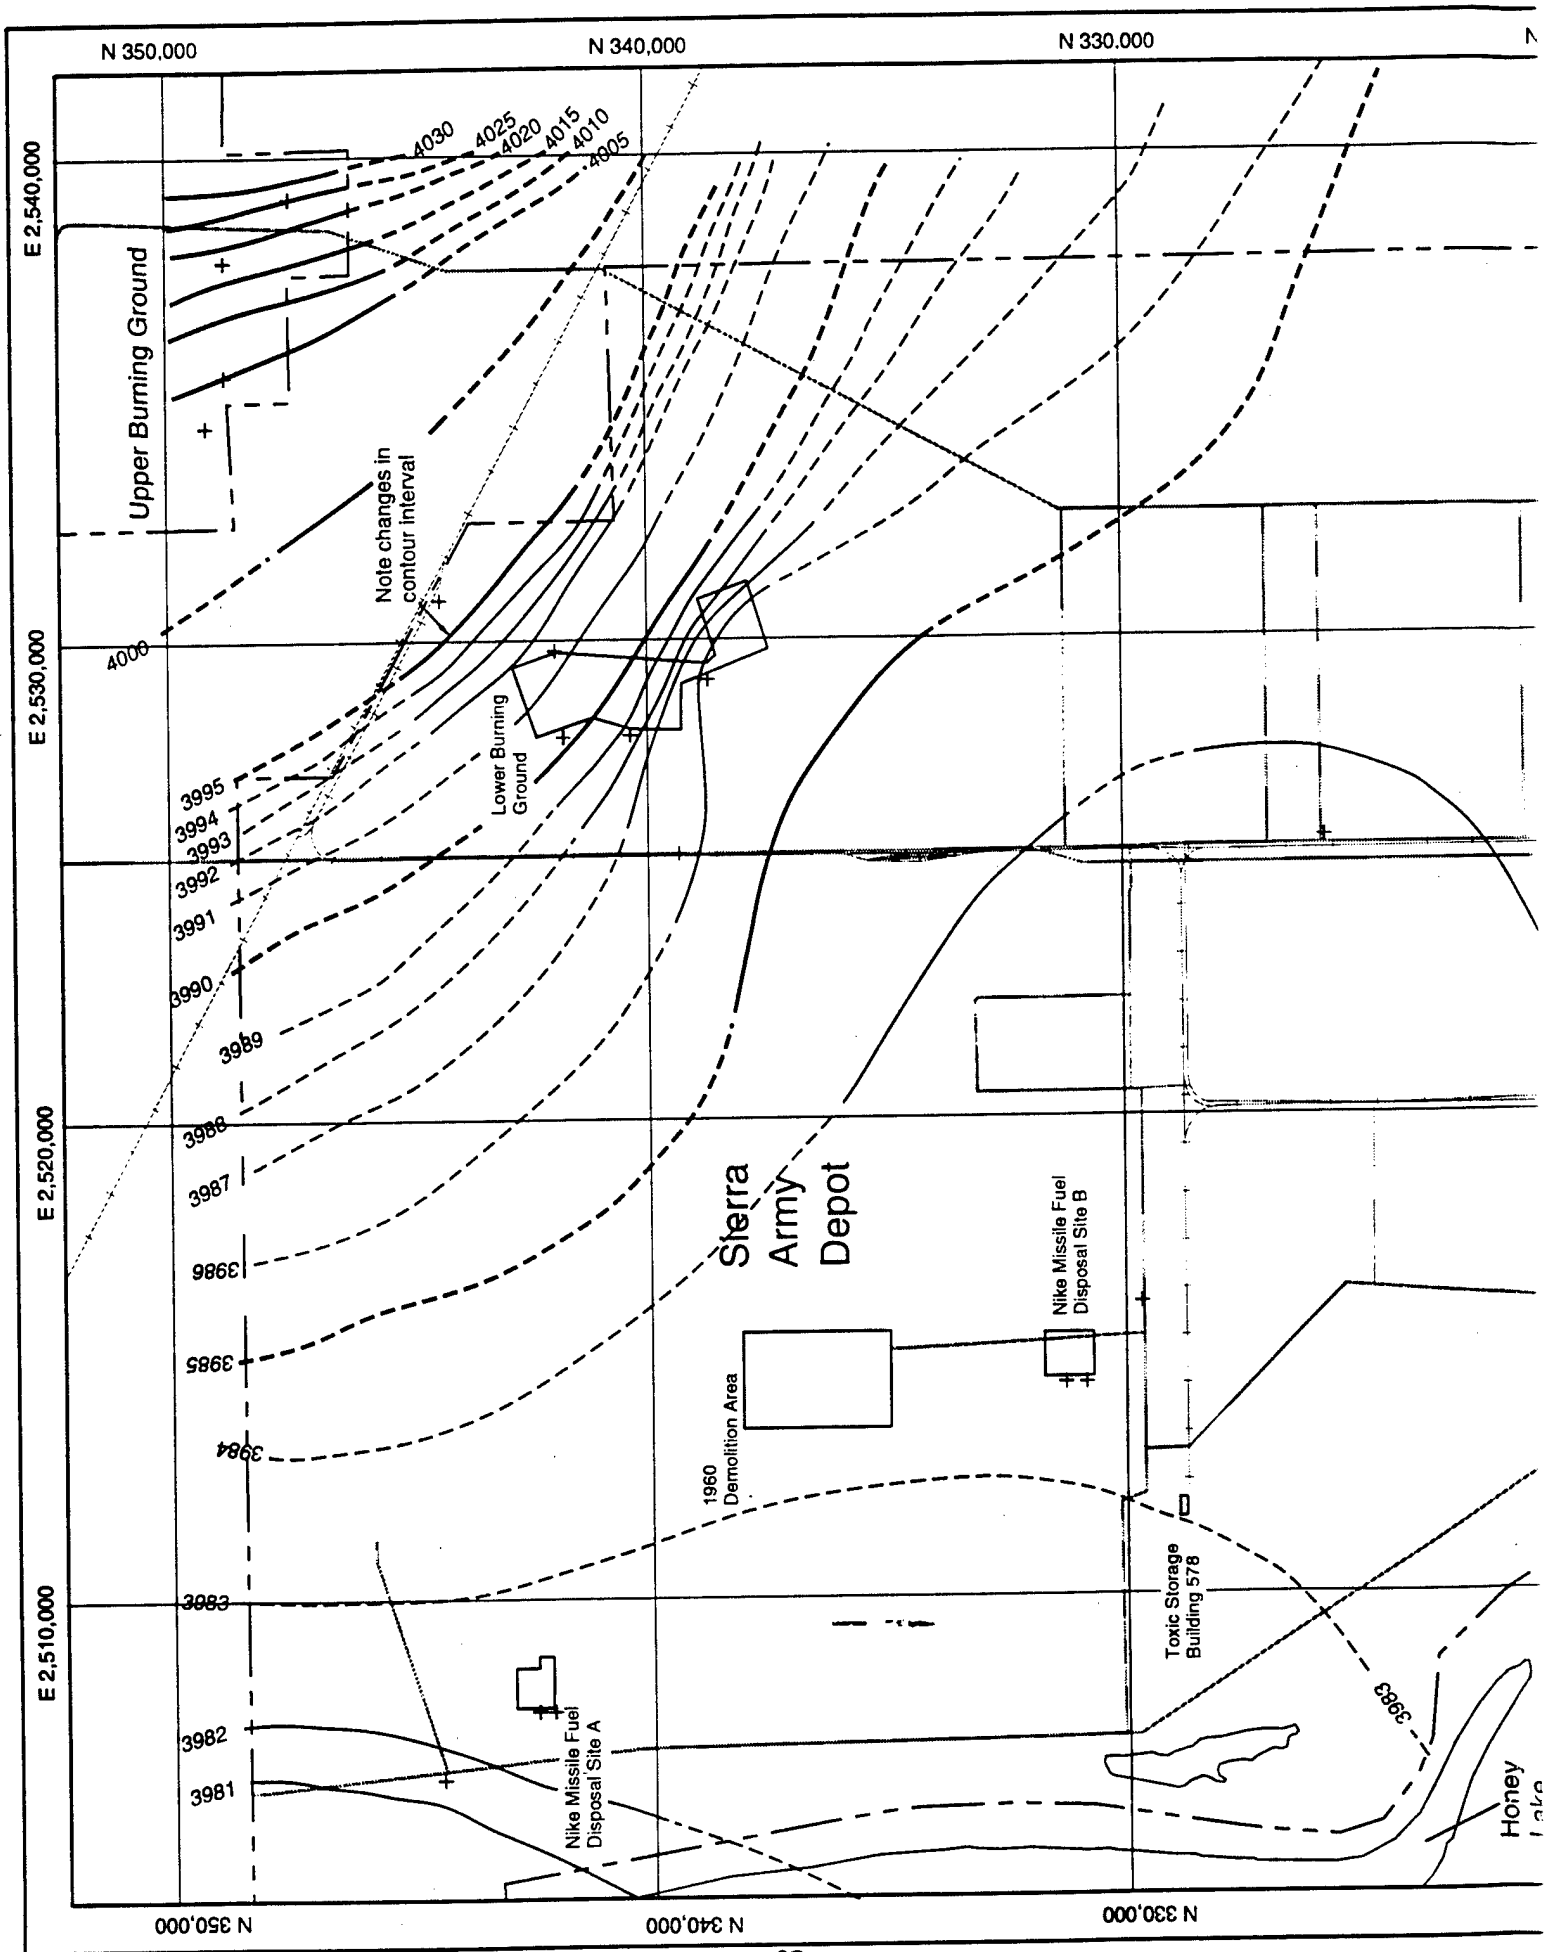 N 350,000
N 340,000
N 330.000
N
E 2,540,000
E 2,530,000
E 2,520,000
E 2,510,000
4030
4025
4020
4015
4010
4005
Upper Burning Ground
Note changes in
contour interval
4000
3995
3994
3993
3992
3991
3990
3989
3988
3987
3986
3985
3984
3983
3982
3981
Lower Burning
Ground
Sierra
Army
Depot
Nike Missile Fuel
Disposal Site B
1960
Demolition Area
Toxic Storage
Building 578
Nike Missile Fuel
Disposal Site A
3983
Honey
Lake
N 350,000
N 340,000
N 330,000